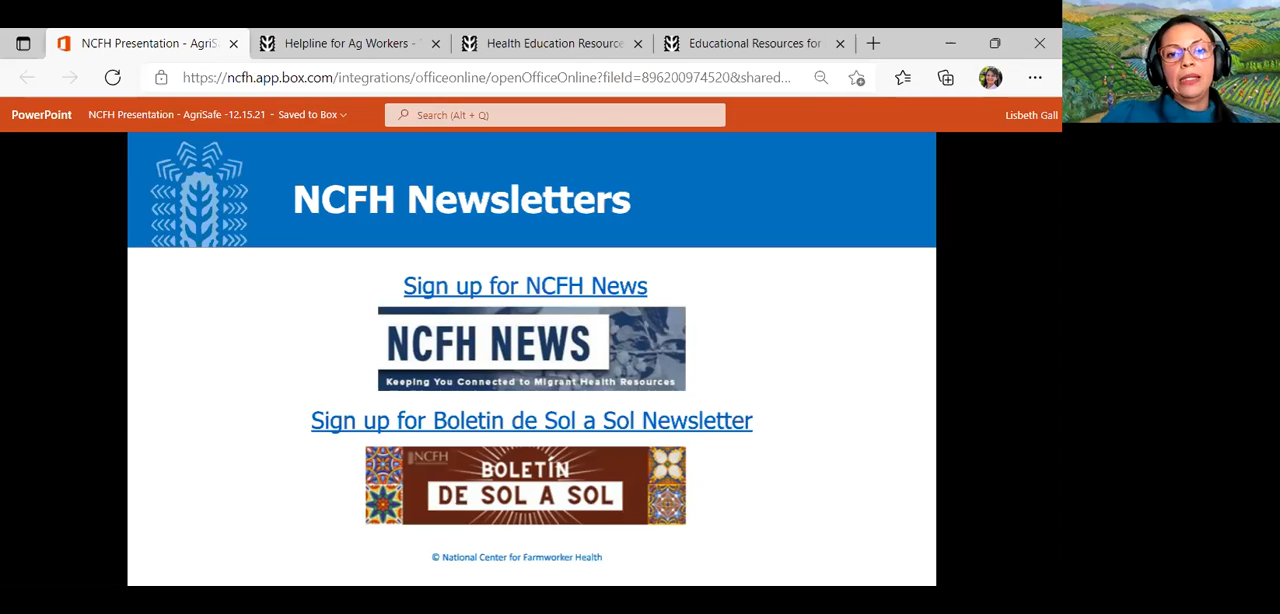 NCFH Presentation - AgriS
Helpline for Ag Workers -
Health Education Resource
Educational Resources for
https://ncfh.app.box.com/integrations/officeonline/openOfficeOnline?fileId=896200974520&shared...
PowerPoint
NCFH Presentation - AgriSafe -12.15.21 - Saved to Box
Search (Alt + Q)
Lisbeth Gall
NCFH Newsletters
Sign up for NCFH News
NCFH NEWS
Keeping You Connected to Migrant Health Resources
Sign up for Boletin de Sol a Sol Newsletter
NCFH
BOLETÍN
DE SOL A SOL
© National Center for Farmworker Health